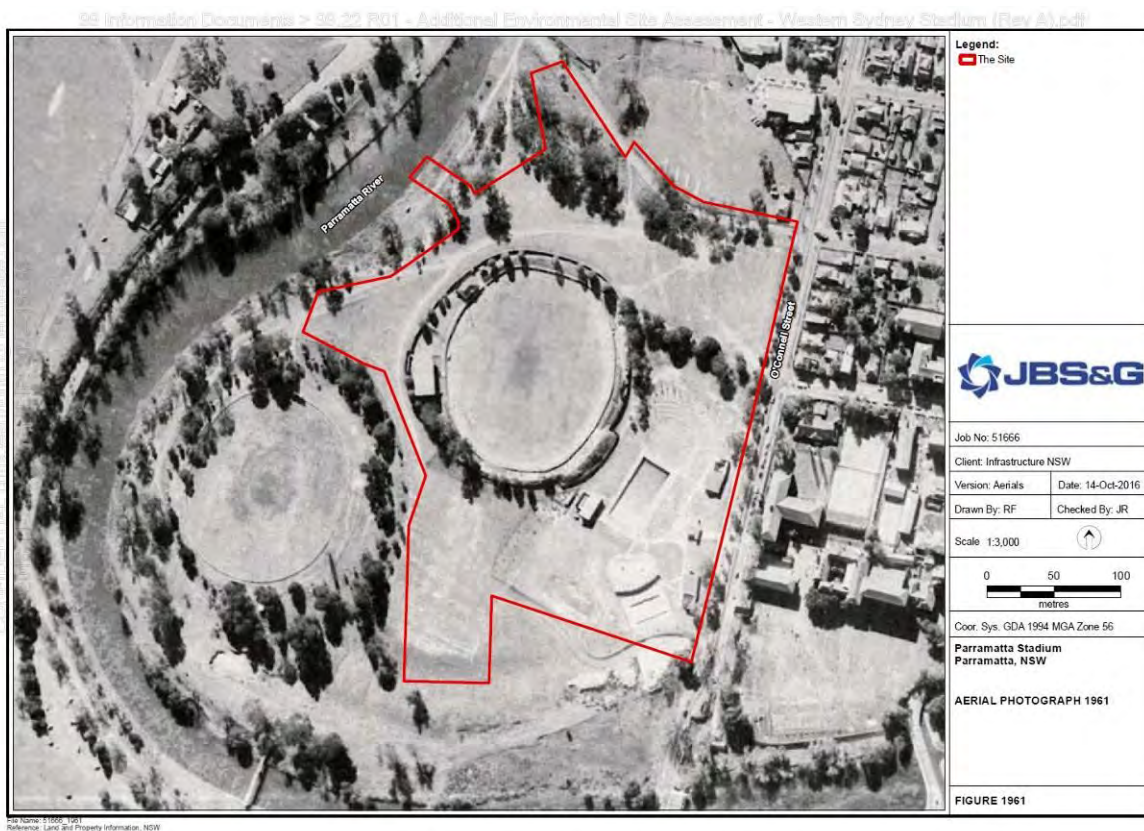 99 Information Documents > 99.22 R01 - Additional Environmental Site Assessment - Western Sydney Stadium (Rev A).pdf
Legend:
The Site
Parramatta River
O'Connell Street
JBS&G
Job No: 51666
Client: Infrastructure NSW
Version: Aerials
Date: 14-Oct-2016
Drawn By: RF
Checked By: JR
Scale 1:3,000
0 50 100
metres
Coor. Sys. GDA 1994 MGA Zone 56
Parramatta Stadium
Parramatta, NSW
AERIAL PHOTOGRAPH 1961
FIGURE 1961
File Name: 51666_1961
Reference: Land and Property Information, NSW